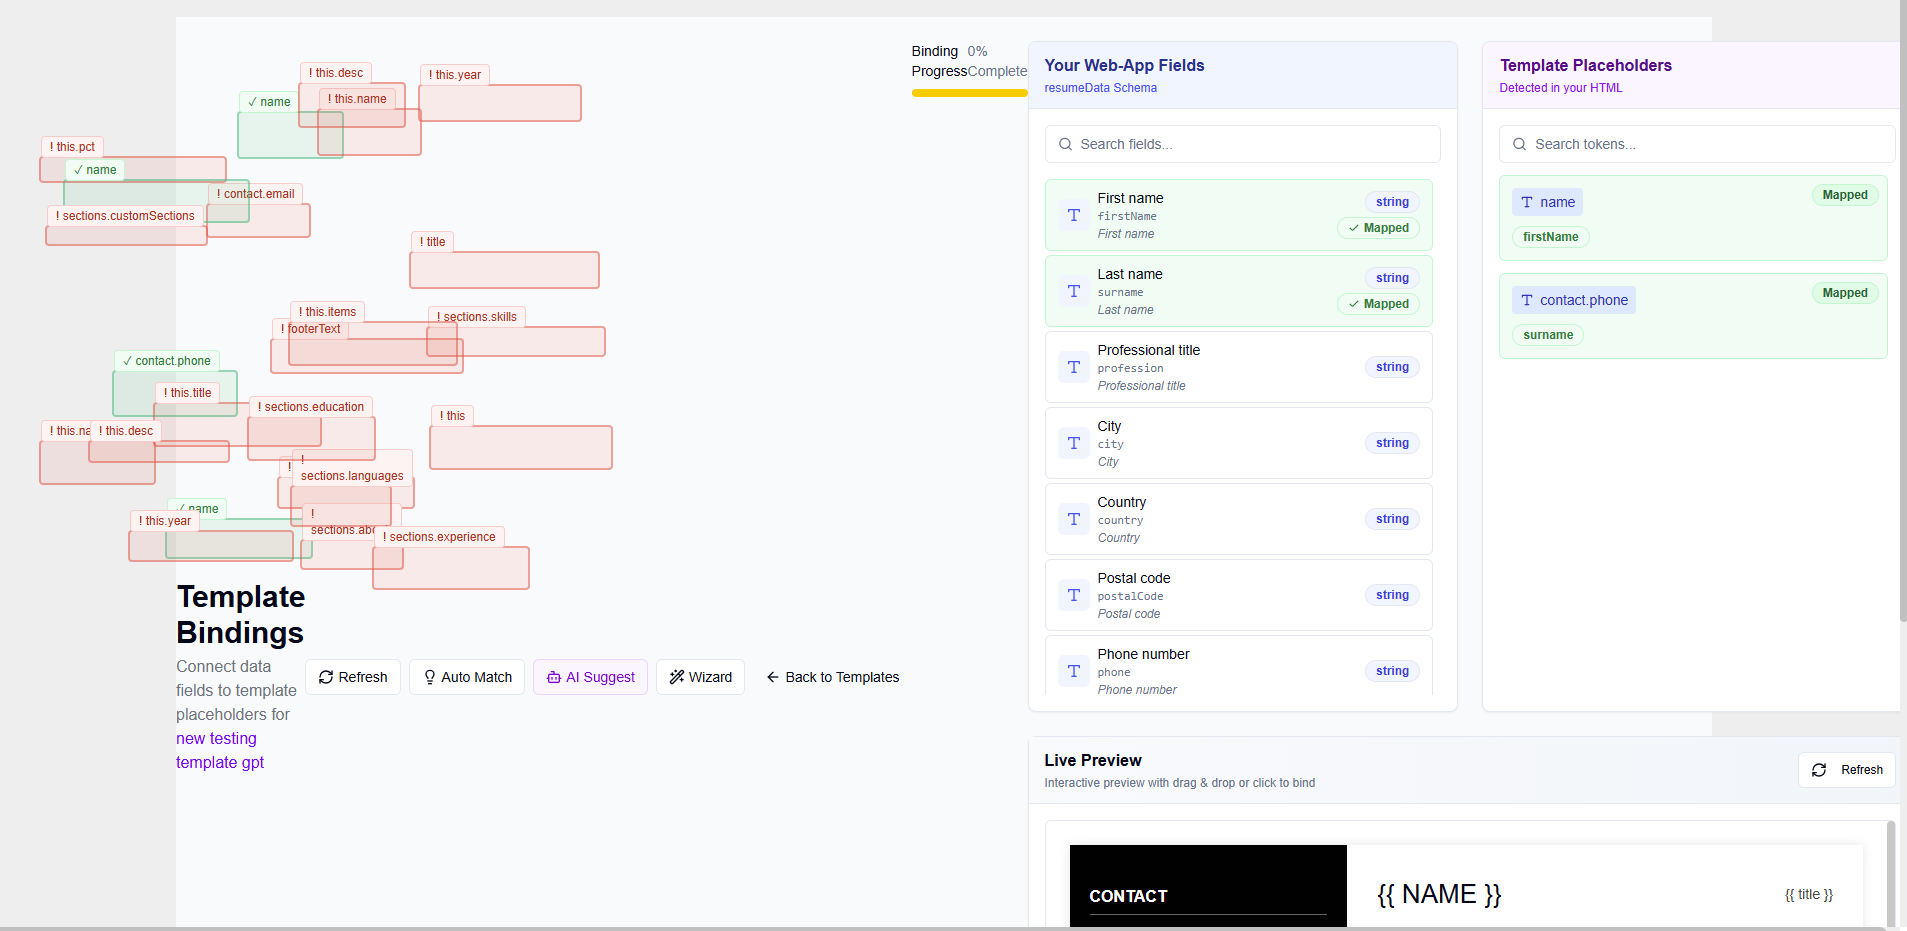 ! this.desc
! this.year
✓ name
! this.name
! this.pct
✓ name
! contact.email
! sections.customSections
! title
! this.items
! footerText
! sections.skills
✓ contact.phone
! this.title
! sections.education
! this
! this.na
! this.desc
!
!
sections.languages
✓ name
! this.year
!
sections.abo
! sections.experience
Template
Bindings
Connect data
fields to template
placeholders for
new testing
template gpt
Refresh
Auto Match
AI Suggest
Wizard
Back to Templates
Binding 0%
Progress Complete
Your Web-App Fields
resumeData Schema
Search fields...
First name
firstName
First name
string
Mapped
Last name
surname
Last name
string
Mapped
Professional title
profession
Professional title
string
City
city
City
string
Country
country
Country
string
Postal code
postalCode
Postal code
string
Phone number
phone
Phone number
string
Template Placeholders
Detected in your HTML
Search tokens...
name
Mapped
firstName
contact.phone
Mapped
surname
Live Preview
Interactive preview with drag & drop or click to bind
Refresh
CONTACT
{{ NAME }}
{{ title }}